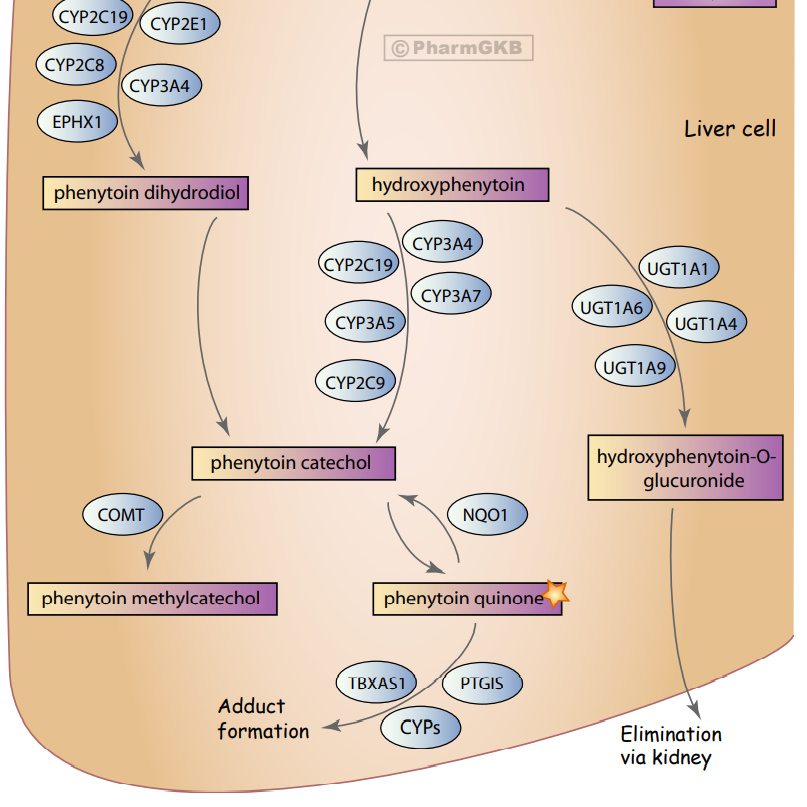 CYP2C19
CYP2E1
CYP2C8
CYP3A4
EPHX1
© PharmGKB
Liver cell
phenytoin dihydrodiol
hydroxyphenytoin
CYP2C19
CYP3A4
CYP3A7
CYP3A5
CYP2C9
UGT1A1
UGT1A6
UGT1A4
UGT1A9
phenytoin catechol
hydroxyphenytoin-O-
glucuronide
COMT
NQO1
phenytoin methylcatechol
phenytoin quinone
TBXAS1
PTGIS
CYPs
Adduct
formation
Elimination
via kidney